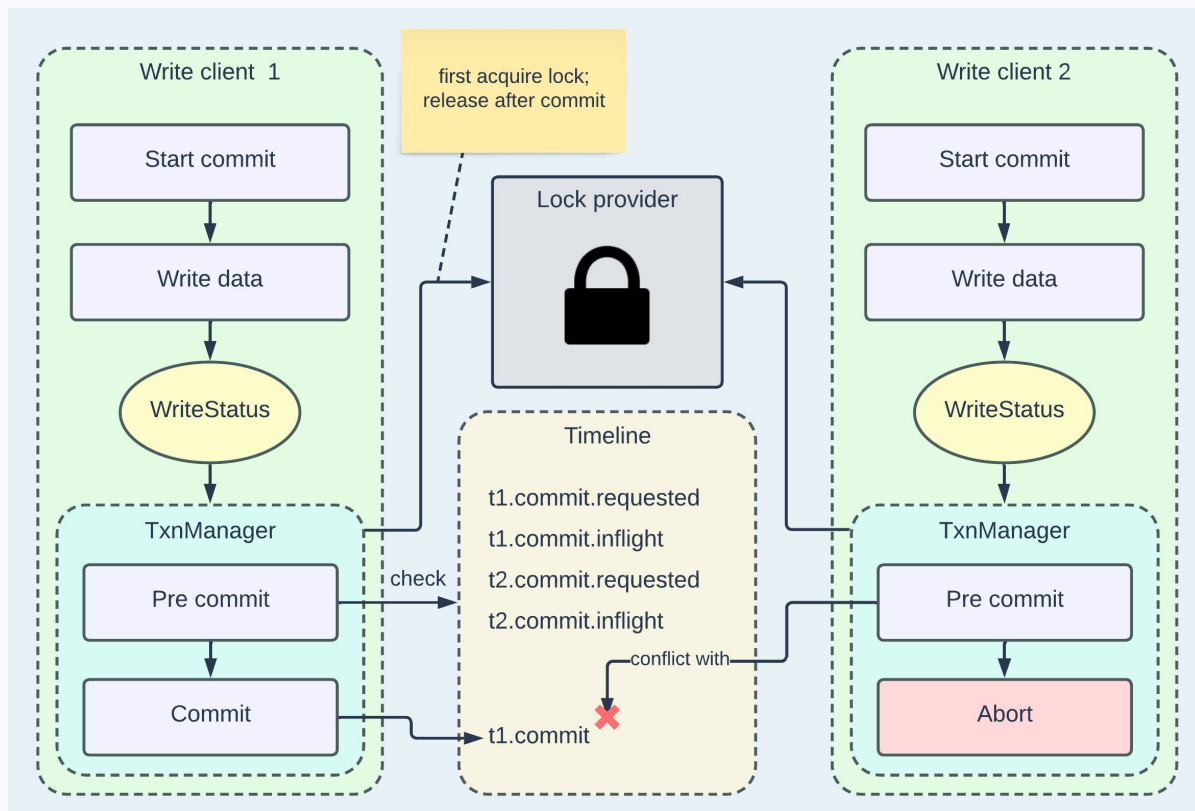 Write client  1
Start commit
Write data
WriteStatus
TxnManager
Pre commit
Commit
first acquire lock;
release after commit
Lock provider
check
Timeline
t1.commit.requested
t1.commit.inflight
t2.commit.requested
t2.commit.inflight
conflict with
t1.commit
Write client 2
Start commit
Write data
WriteStatus
TxnManager
Pre commit
Abort